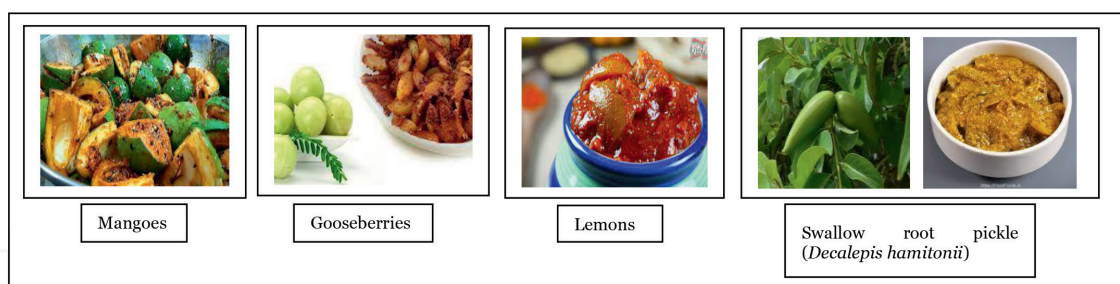 Mangoes
Gooseberries
Lemons
Swallow root pickle
(Decalepis hamitonii)